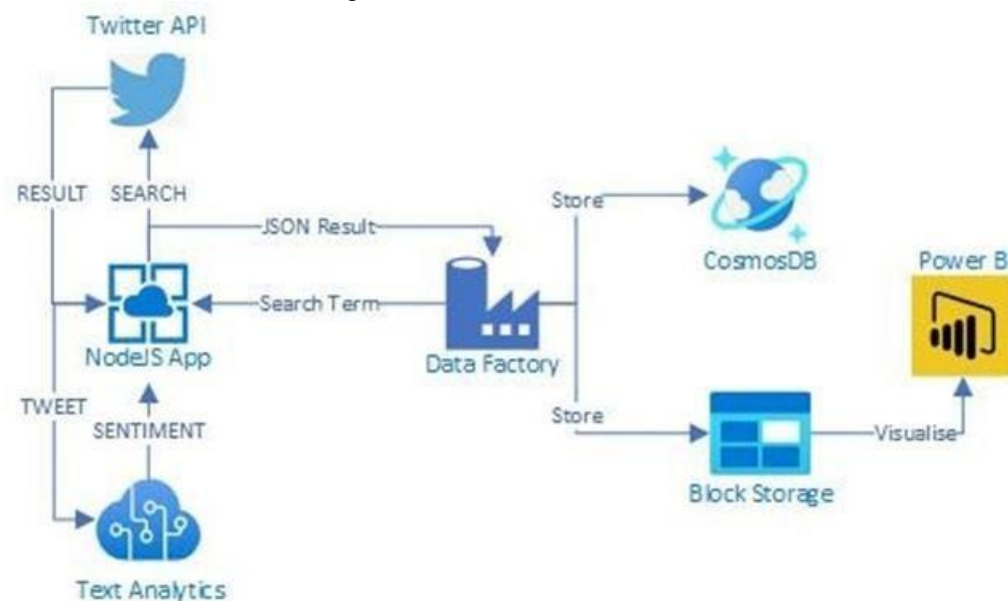 Twitter API
RESULT
SEARCH
JSON Result
Store
CosmosDB
Power B
Search Term
NodeJS App
Data Factory
TWEET
SENTIMENT
Store
Visualise
Block Storage
Text Analytics